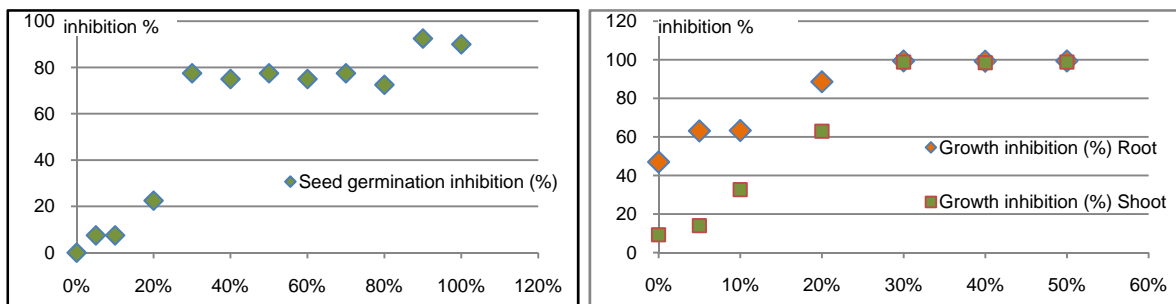 inhibition %
100
80
60
40
20
0
Seed germination inhibition (%)
0% 20% 40% 60% 80% 100% 120%
inhibition %
120
100
80
60
40
20
0
Growth inhibition (%) Root
Growth inhibition (%) Shoot
0% 10% 20% 30% 40% 50% 60%